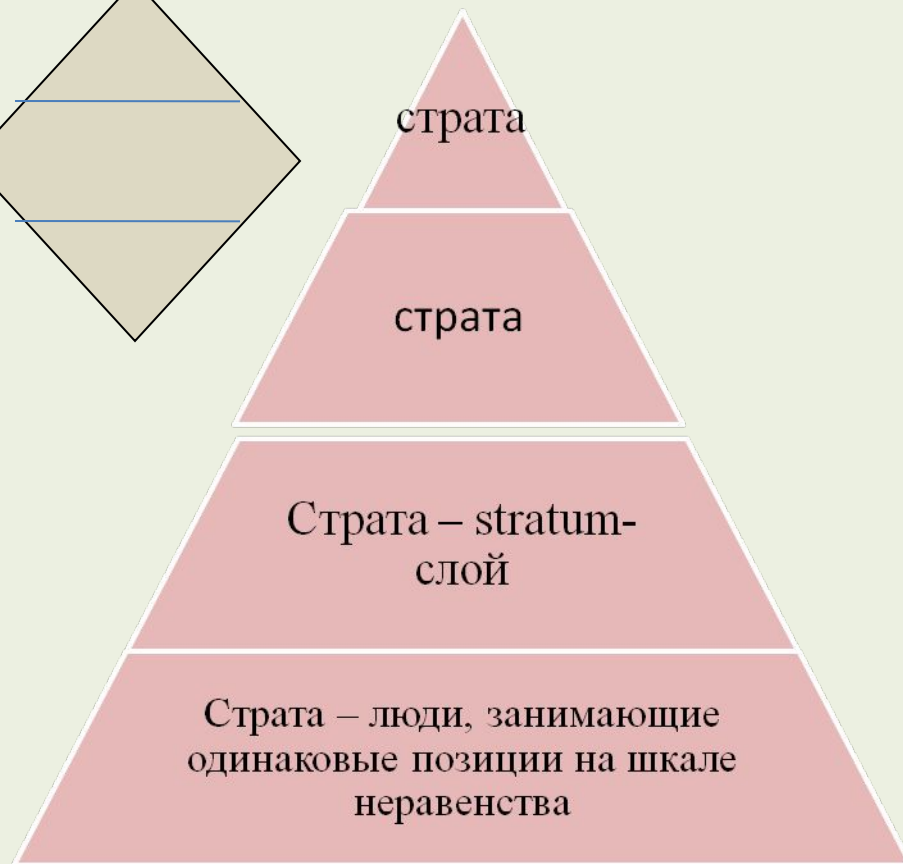 страта
страта
Страта – stratum-
слой
Страта – люди, занимающие
одинаковые позиции на шкале
неравенства